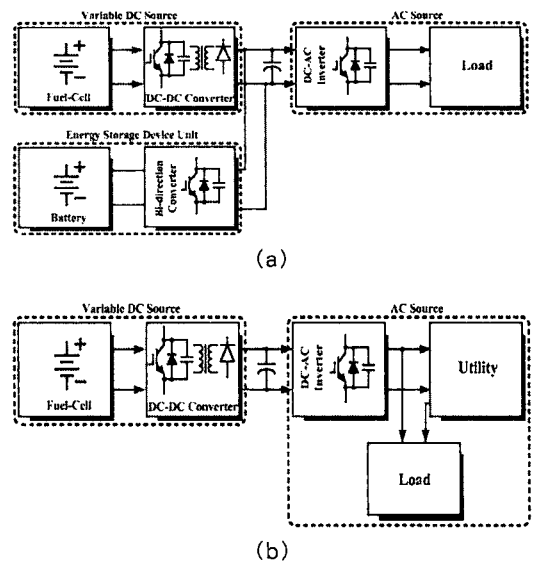 Variable DC Source
AC Source
Fuel-Cell
DC-DC Converter
DC-AC
Inverter
Load
Energy Storage Device Unit
Battery
Bi-direction
Converter
(a)
Variable DC Source
AC Source
Fuel-Cell
DC-DC Converter
DC-AC
Inverter
Utility
Load
(b)